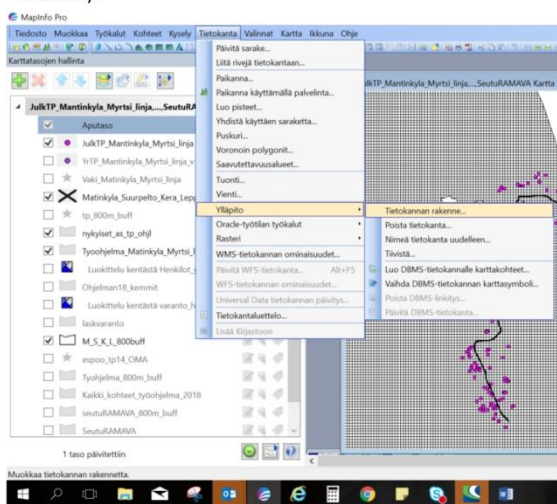 MapInfo Pro
Tiedosto Muokkaa Työkalut Kohteet Kysely Tietokanta Valinnat Kartta Ikkuna Ohje
Karttatasojen hallinta
JulkTP_Mantinkyla_Myrtsi_linja,...,SeutuRA
Aputaso
JulkTP_Mantinkyla_Myrtsi_linja
YrTP_Mantinkyla_Myrtsi_linja_v
Vaki_Matinkyla_Myrtsi_linja
Matinkyla_Suurpelto_Kera_Lepp
tp_800m_buff
nykyiset_as_tp_ohjl
Tyoohjelma_Matinkyla_Myrtsi_l
Luokittelu kentästä Henkilot_
Ohjelman18_kemmit
Luokittelu kentästä varanto_h
laskvaranto
M_S_K_L_800buff
espoo_tp14_OMA
Tyohjelma_800m_buff
Kaikki_kohteet_työohjelma_2018
seutuRAMAVA_800m_buff
SeutuRAMAVA
1 taso päivitettiin
Muokkaa tietokannan rakennetta.
Päivitä sarake...
Liitä rivejä tietokantaan...
Paikanna...
Paikanna käyttämällä palvelinta...
Luo pisteet...
Yhdistä käyttäen saraketta...
Puskuri...
Voronoin polygonit...
Saavutettavuusalueet...
Tuonti...
Vienti...
Ylläpito
Oracle-työtilan työkalut
Rasteri
WMS-tietokannan ominaisuudet...
Päivitä WFS-tietokanta... Alt+F5
WFS-tietokannan ominaisuudet...
Universal Data tietokannan päivitys...
Tietokantaluettelo...
Lisää Kirjastoon
Tietokannan rakenne...
Poista tietokanta...
Nimeä tietokanta uudelleen...
Tiivistä...
Luo DBMS-tietokannalle karttakohteet...
Vaihda DBMS-tietokannan karttasymboli...
Poista DBMS-linkitys...
Päivitä DBMS-tietokanta...
lkTP_Mantinkyla_Myrtsi_linja,...,SeutuRAMAVA Kartta